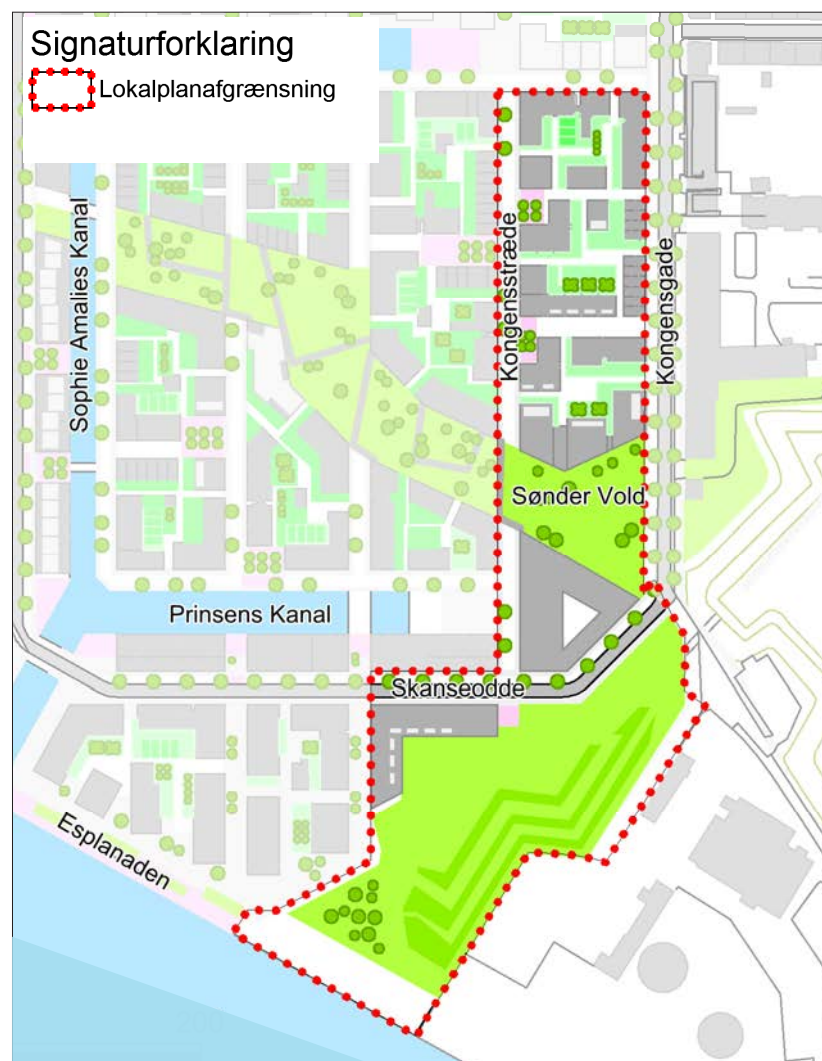 Signaturforklaring
Lokalplanafgrænsning
Sophie Amalies Kanal
Kongensstræde
Kongensgade
Sønder Vold
Prinsens Kanal
Skanseodde
Esplanaden